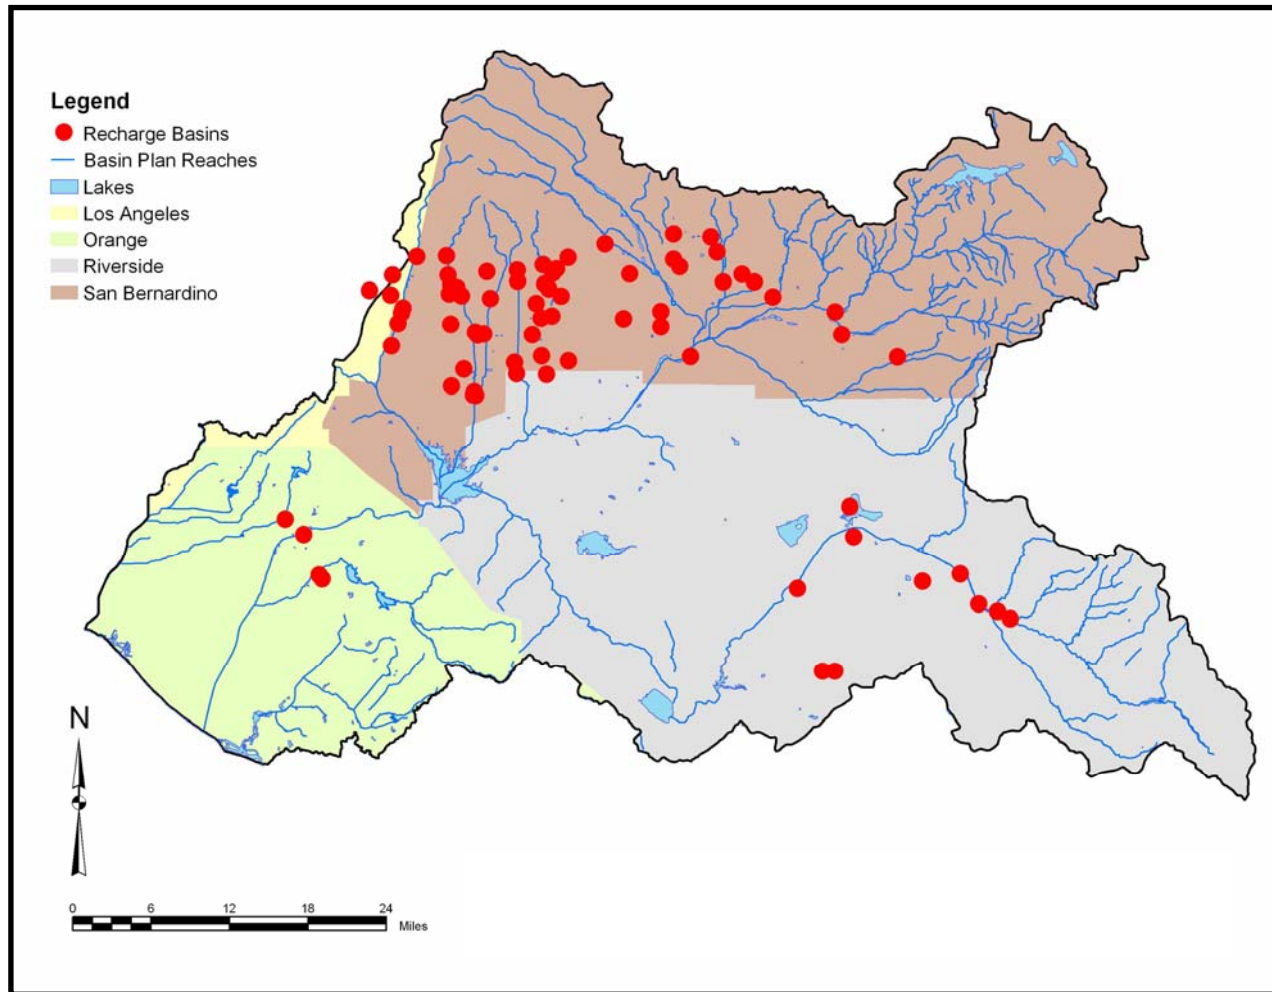 Legend
Recharge Basins
Basin Plan Reaches
Lakes
Los Angeles
Orange
Riverside
San Bernardino
N
0 6 12 18 24
Miles